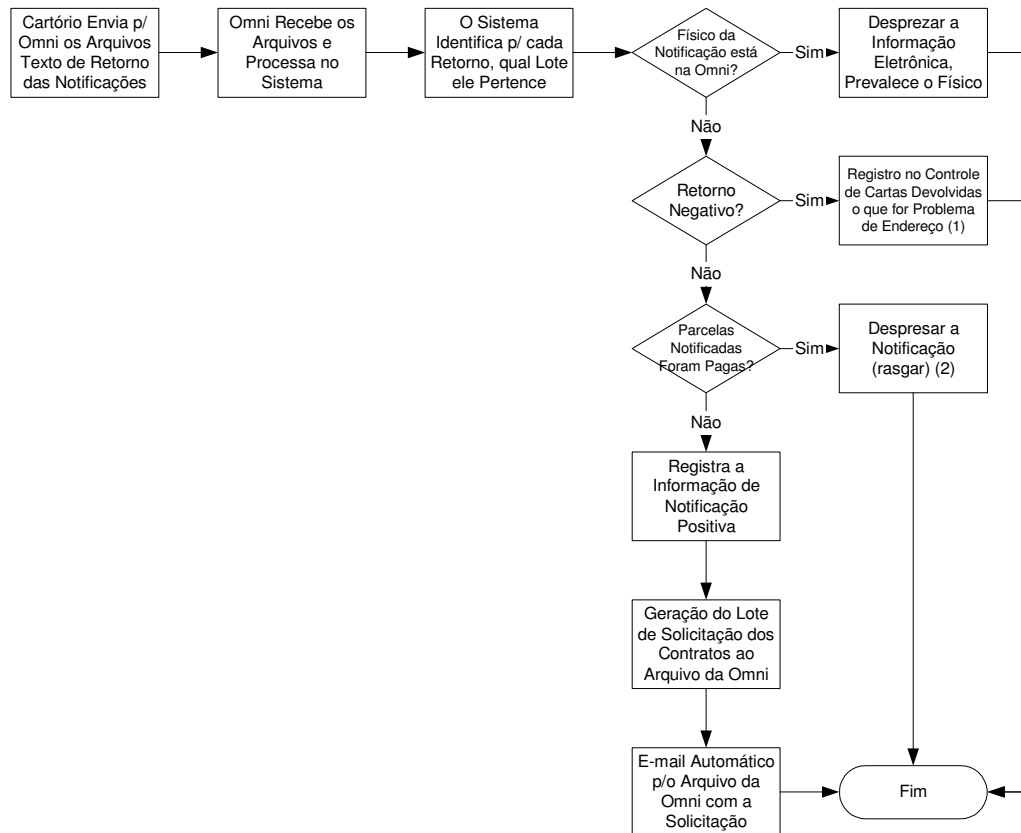 Cartório Envia p/
Omni os Arquivos
Texto de Retorno
das Notificações
Omni Recebe os
Arquivos e
Processa no
Sistema
O Sistema
Identifica p/ cada
Retorno, qual Lote
ele Pertence
Físico da
Notificação está
na Omni?
Sim
Desprezar a
Informação
Eletrônica,
Prevalece o Físico
Não
Retorno
Negativo?
Sim
Registro no Controle
de Cartas Devolvidas
o que for Problema
de Endereço (1)
Não
Parcelas
Notificadas
Foram Pagas?
Sim
Despresar a
Notificação
(rasgar) (2)
Não
Registra a
Informação de
Notificação
Positiva
Geração do Lote
de Solicitação dos
Contratos ao
Arquivo da Omni
E-mail Automático
p/o Arquivo da
Omni com a
Solicitação
Fim